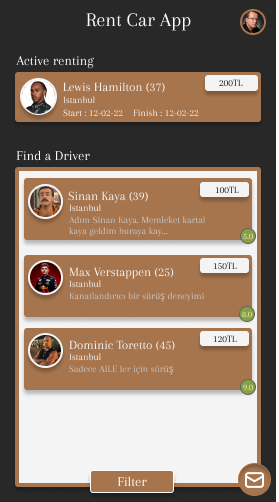 Rent Car App
Active renting
Lewis Hamilton (37)
200TL
Istanbul
Start : 12-02-22 Finish : 12-02-22
Find a Driver
Sinan Kaya (39)
100TL
Istanbul
Adım Sinan Kaya. Memleket kartal
kaya geldim buraya kay...
5.0
Max Verstappen (25)
150TL
Istanbul
Kanatlandırıcı bir sürüş deneyimi
8.0
Dominic Toretto (45)
120TL
Istanbul
Sadece AILE ler için sürüş
9.0
Filter